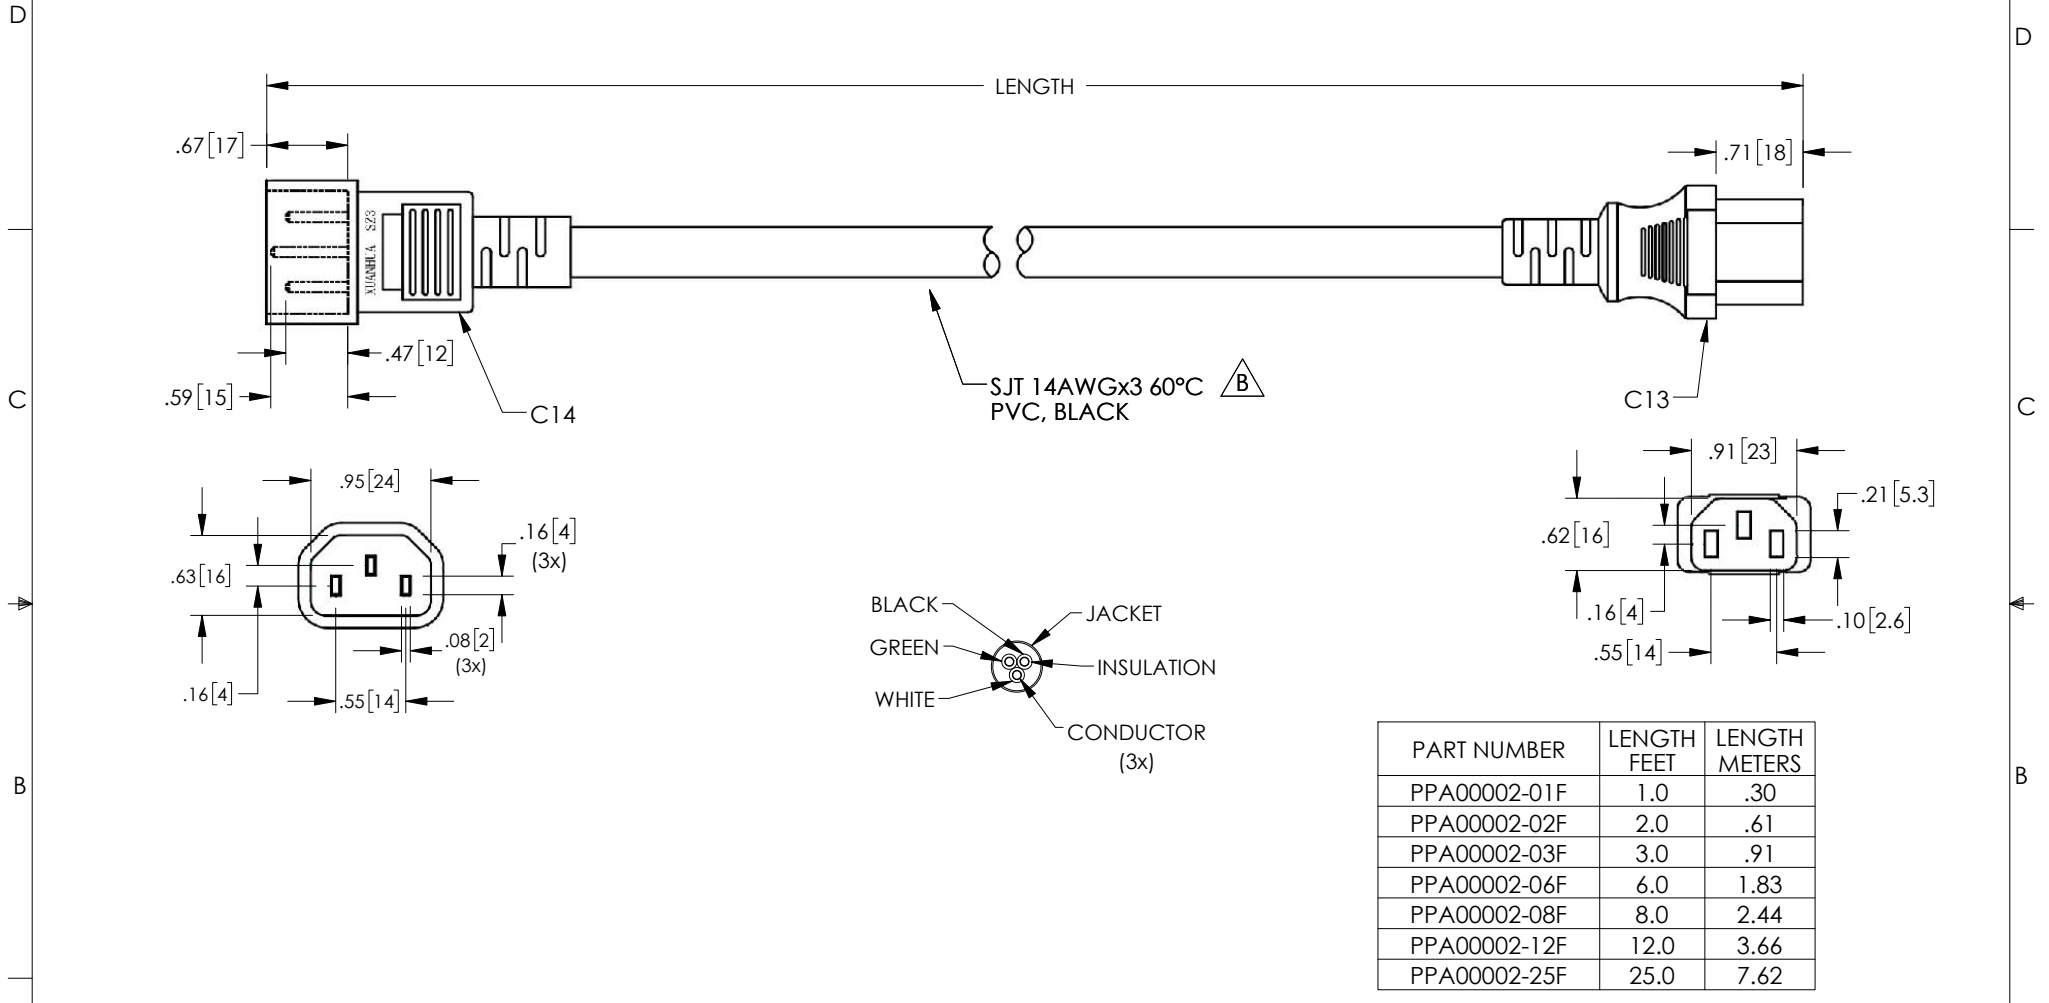 D
D
LENGTH
.67[17]
.71[18]
XUANHUA SZ3
.47[12]
.59[15]
C14
SJT 14AWGx3 60°C
PVC, BLACK
B
C13
C
C
.95[24]
.16[4]
(3x)
.63[16]
.08[2]
(3x)
.16[4]
.55[14]
.91[23]
.21[5.3]
.62[16]
.16[4]
.10[2.6]
.55[14]
BLACK
JACKET
GREEN
INSULATION
WHITE
CONDUCTOR
(3x)
B
B
PART NUMBER LENGTH FEET LENGTH METERS
PPA00002-01F 1.0 .30
PPA00002-02F 2.0 .61
PPA00002-03F 3.0 .91
PPA00002-06F 6.0 1.83
PPA00002-08F 8.0 2.44
PPA00002-12F 12.0 3.66
PPA00002-25F 25.0 7.62